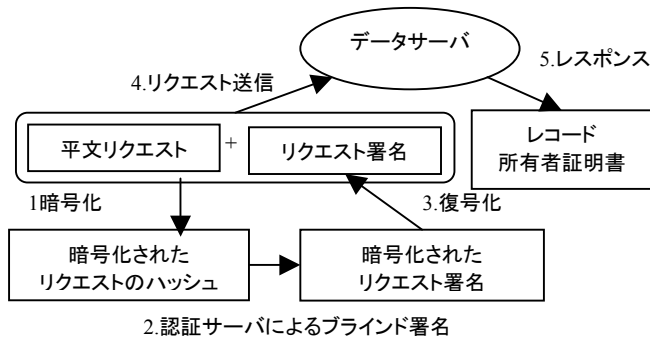 データサーバ
4.リクエスト送信
5.レスポンス
平文リクエスト
+
リクエスト署名
レコード
所有者証明書
1暗号化
3.復号化
暗号化された
リクエストのハッシュ
暗号化された
リクエスト署名
2.認証サーバによるブラインド署名